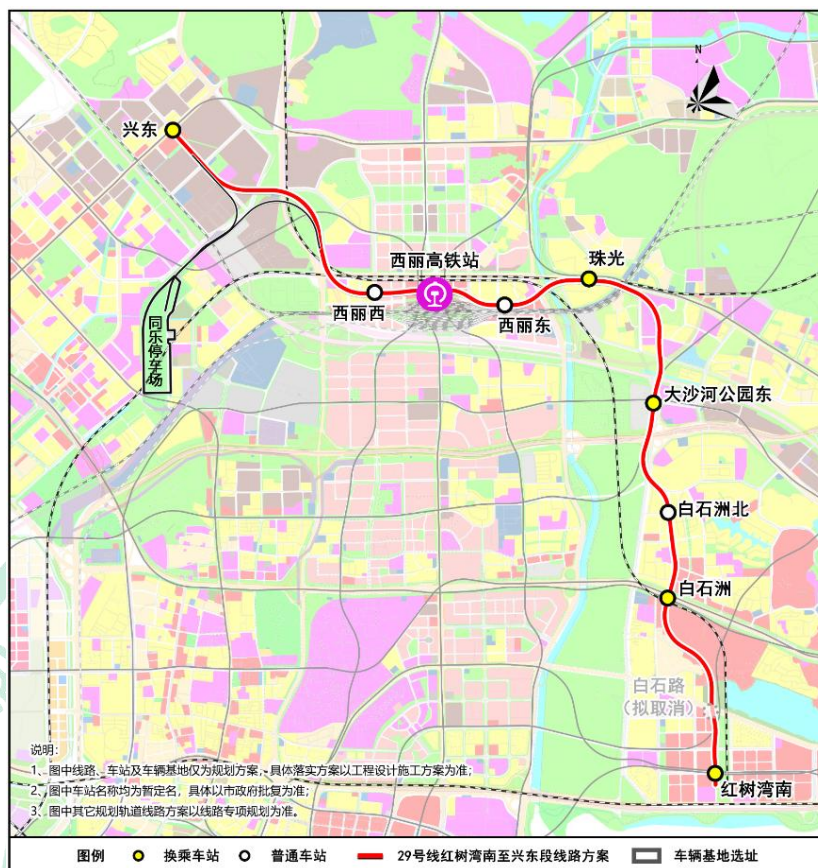 N
兴东
西丽高铁站
珠光
西丽西
西丽东
同乐停车场
大沙河公园东
白石洲北
白石洲
白石路
（拟取消）
红树湾南
说明：
1、图中线路、车站及车辆基地仅为规划方案，具体落实方案以工程设计施工方案为准；
2、图中车站名称均为暂定名，具体以市政府批复为准；
3、图中其它规划轨道线路方案以线路专项规划为准。
图例 换乘车站 普通车站 29号线红树湾南至兴东段线路方案 车辆基地选址